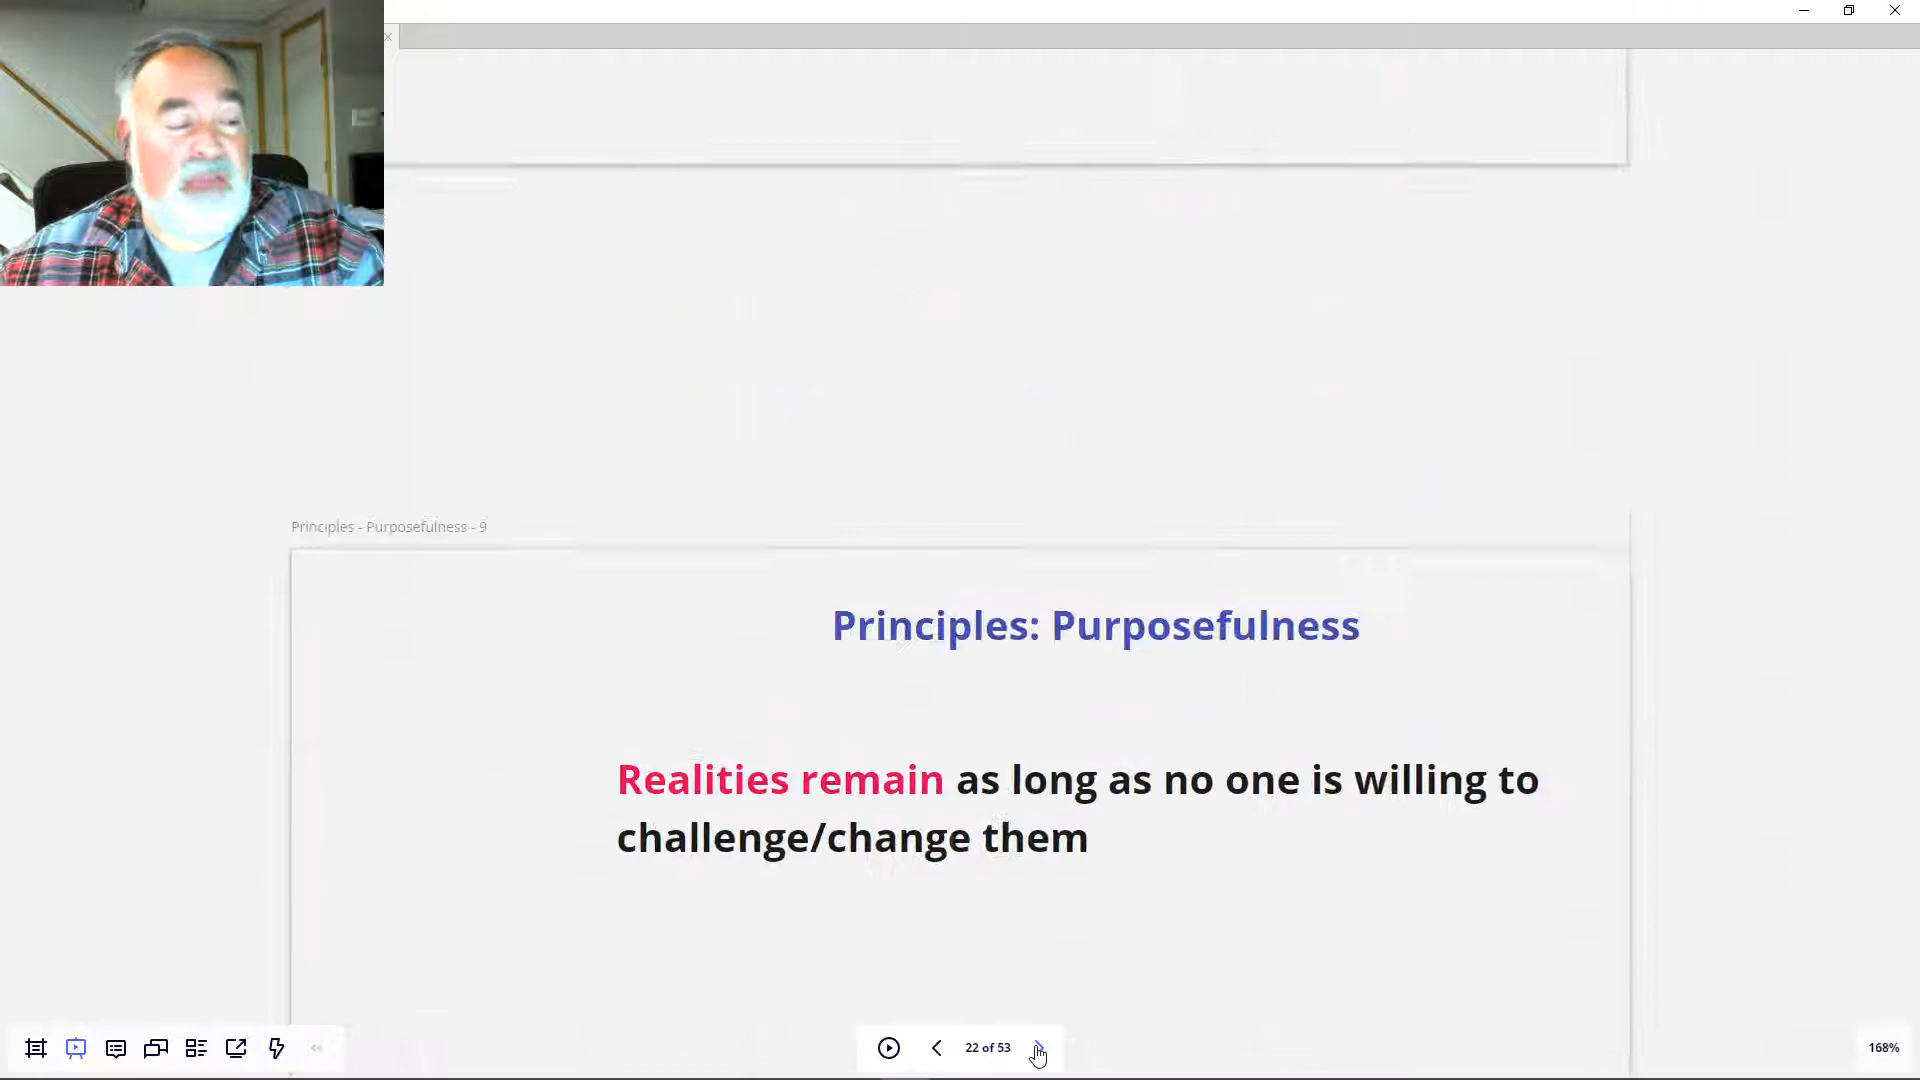 Principles - Purposefulness - 9
Principles: Purposefulness
Realities remain as long as no one is willing to
challenge/change them
22 of 53
168%